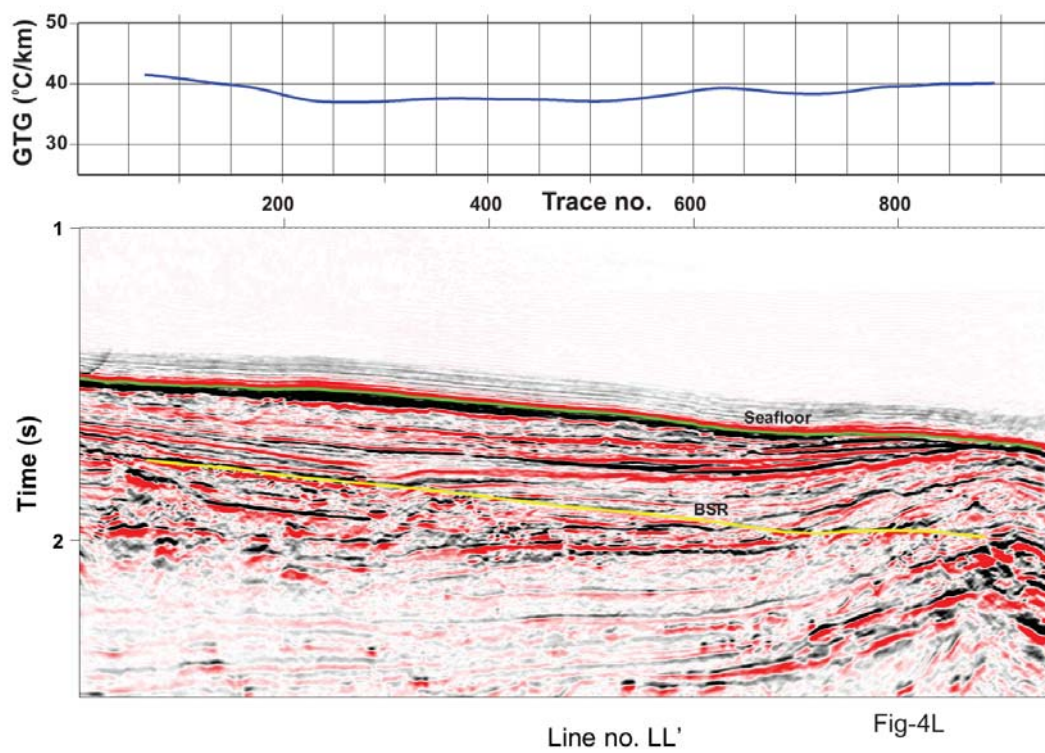 50
GTG (°C/km)
40
30
200
400
Trace no.
600
800
1
Time (s)
Seafloor
BSR
2
Line no. LL'
Fig-4L